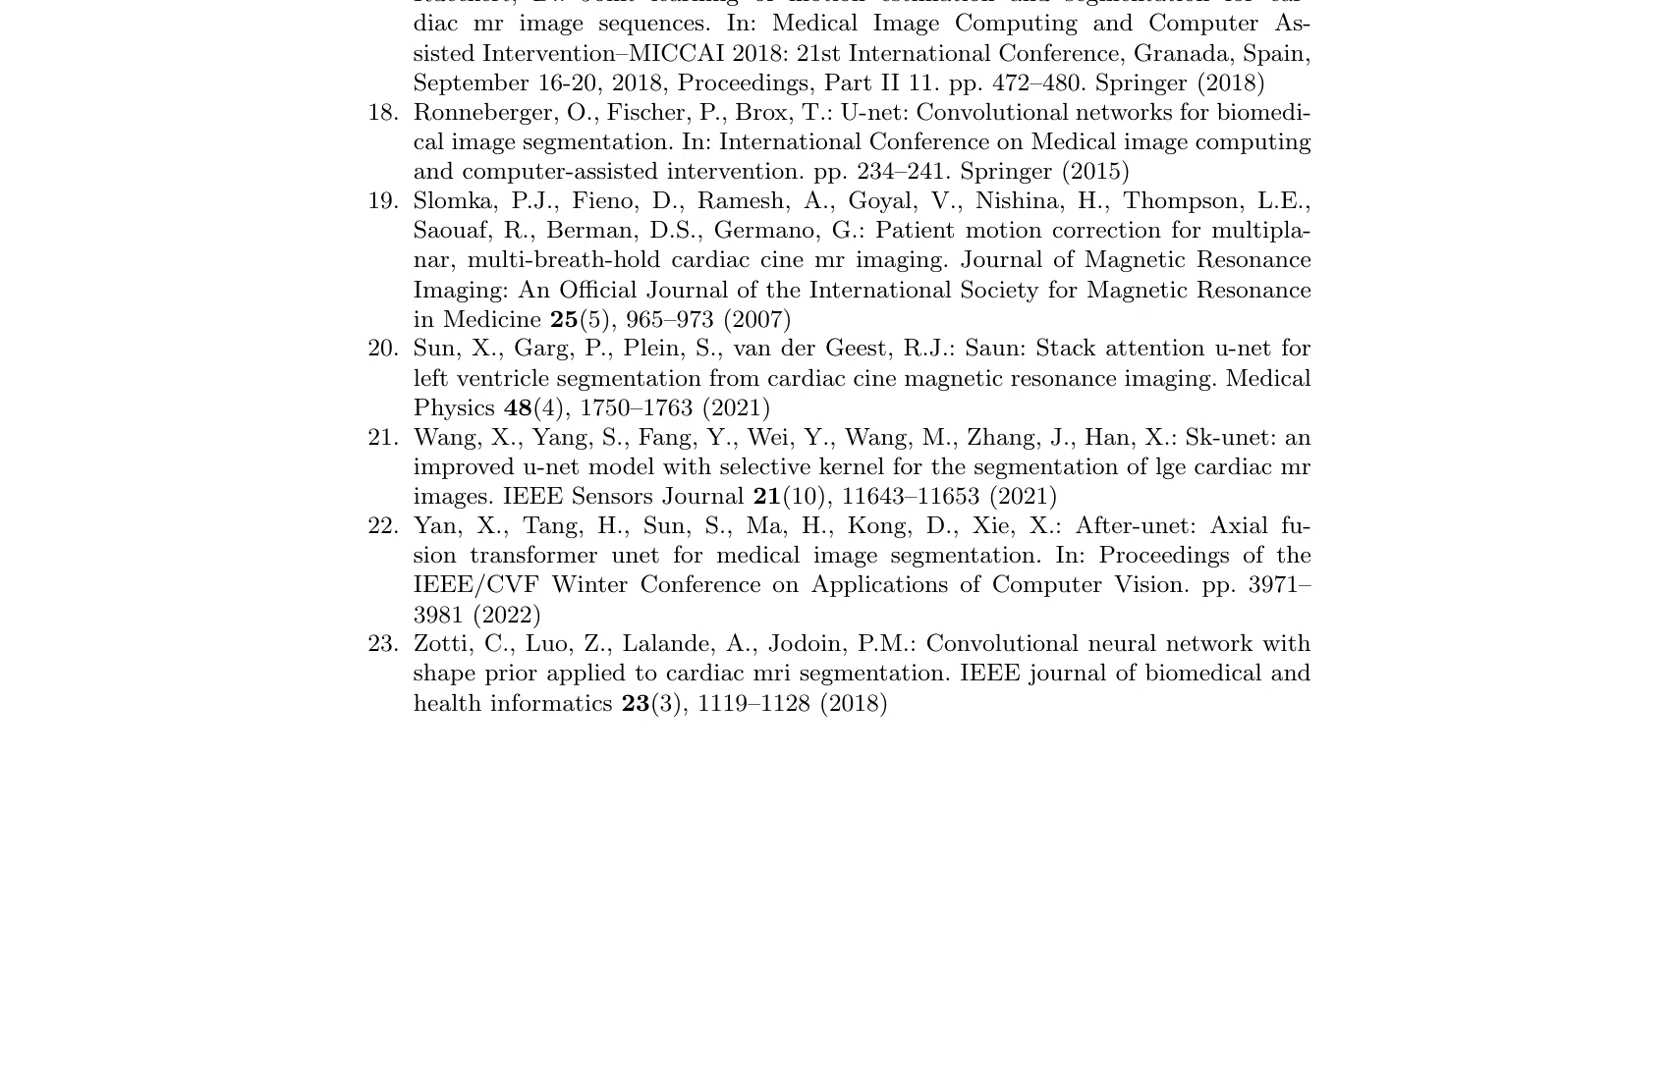 diac mr image sequences. In: Medical Image Computing and Computer As-
sisted Intervention–MICCAI 2018: 21st International Conference, Granada, Spain,
September 16-20, 2018, Proceedings, Part II 11. pp. 472–480. Springer (2018)
18. Ronneberger, O., Fischer, P., Brox, T.: U-net: Convolutional networks for biomedi-
cal image segmentation. In: International Conference on Medical image computing
and computer-assisted intervention. pp. 234–241. Springer (2015)
19. Slomka, P.J., Fieno, D., Ramesh, A., Goyal, V., Nishina, H., Thompson, L.E.,
Saouaf, R., Berman, D.S., Germano, G.: Patient motion correction for multipla-
nar, multi-breath-hold cardiac cine mr imaging. Journal of Magnetic Resonance
Imaging: An Official Journal of the International Society for Magnetic Resonance
in Medicine 25(5), 965–973 (2007)
20. Sun, X., Garg, P., Plein, S., van der Geest, R.J.: Saun: Stack attention u-net for
left ventricle segmentation from cardiac cine magnetic resonance imaging. Medical
Physics 48(4), 1750–1763 (2021)
21. Wang, X., Yang, S., Fang, Y., Wei, Y., Wang, M., Zhang, J., Han, X.: Sk-unet: an
improved u-net model with selective kernel for the segmentation of lge cardiac mr
images. IEEE Sensors Journal 21(10), 11643–11653 (2021)
22. Yan, X., Tang, H., Sun, S., Ma, H., Kong, D., Xie, X.: After-unet: Axial fu-
sion transformer unet for medical image segmentation. In: Proceedings of the
IEEE/CVF Winter Conference on Applications of Computer Vision. pp. 3971–
3981 (2022)
23. Zotti, C., Luo, Z., Lalande, A., Jodoin, P.M.: Convolutional neural network with
shape prior applied to cardiac mri segmentation. IEEE journal of biomedical and
health informatics 23(3), 1119–1128 (2018)